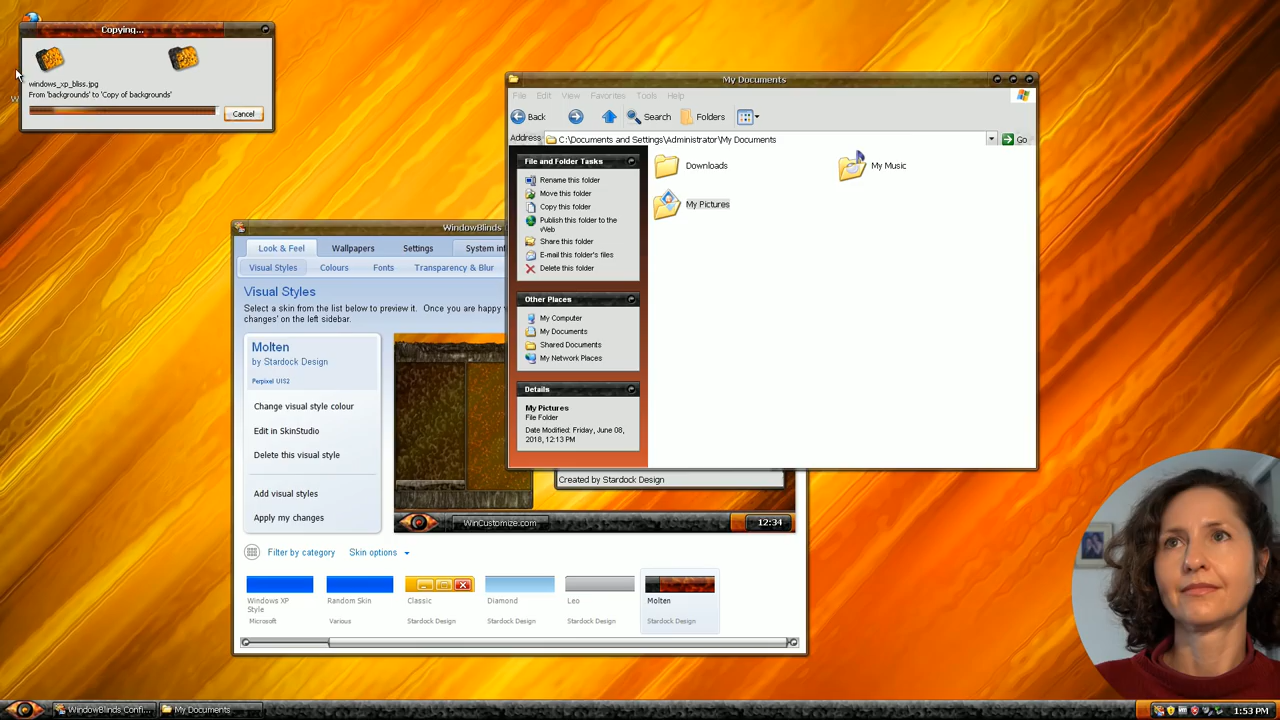 Copying...
windows_xp_bliss.jpg
From 'backgrounds' to 'Copy of backgrounds'
Cancel
My Documents
File Edit View Favorites Tools Help
Back Search Folders
Address C:\Documents and Settings\Administrator\My Documents Go
File and Folder Tasks
Rename this folder
Move this folder
Copy this folder
Publish this folder to the
Web
Share this folder
E-mail this folder's files
Delete this folder
Other Places
My Computer
My Documents
Shared Documents
My Network Places
Details
My Pictures
File Folder
Date Modified: Friday, June 08,
2018, 12:13 PM
Downloads
My Music
My Pictures
WindowBlinds
Look & Feel Wallpapers Settings System in
Visual Styles Colours Fonts Transparency & Blur
Visual Styles
Select a skin from the list below to preview it. Once you are happy
changes' on the left sidebar.
Molten
by Stardock Design
Perpixel UIS2
Change visual style colour
Edit in SkinStudio
Delete this visual style
Add visual styles
Apply my changes
Created by Stardock Design
WinCustomize.com
12:34
Filter by category Skin options
Windows XP
Style
Microsoft
Random Skin
Various
Classic
Stardock Design
Diamond
Stardock Design
Leo
Stardock Design
Molten
Stardock Design
WindowBlinds Confi...
My Documents
1:53 PM